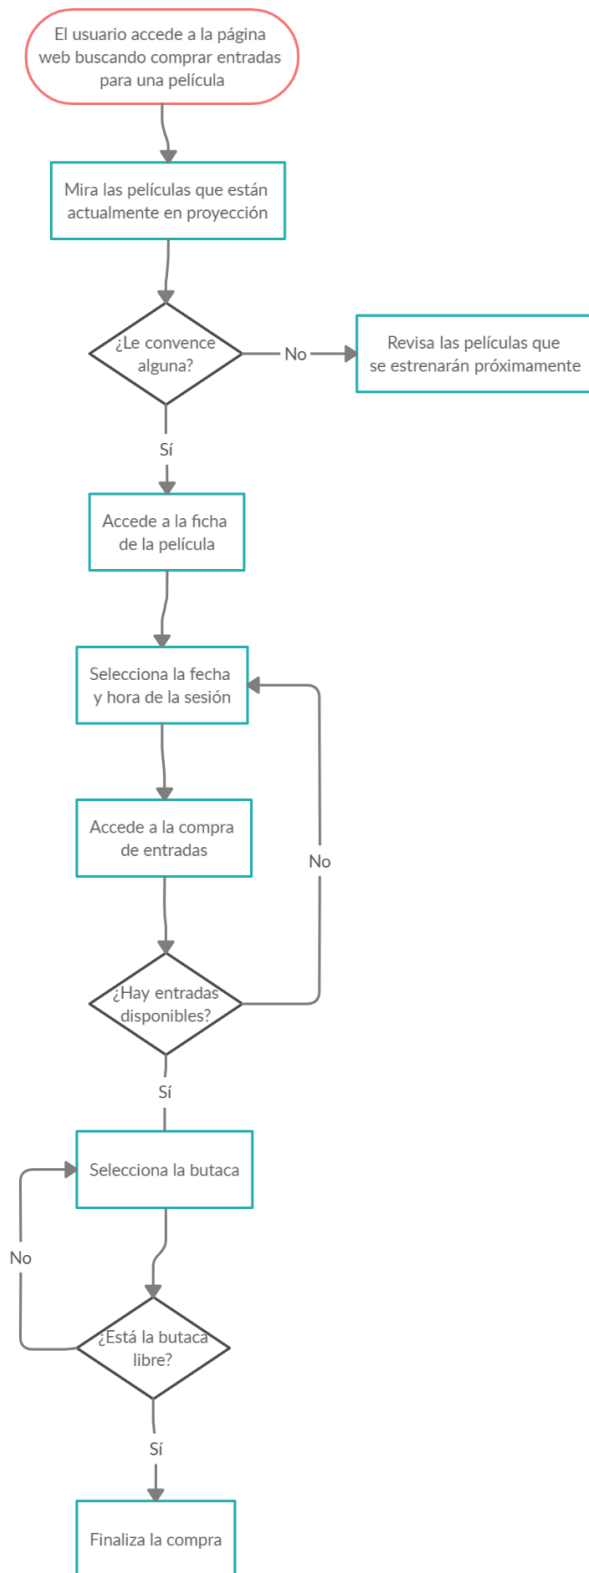 El usuario accede a la página
web buscando comprar entradas
para una película
Mira las películas que están
actualmente en proyección
¿Le convence
alguna?
No
Revisa las películas que
se estrenarán próximamente
Sí
Accede a la ficha
de la película
Selecciona la fecha
y hora de la sesión
Accede a la compra
de entradas
No
¿Hay entradas
disponibles?
Sí
Selecciona la butaca
No
¿Está la butaca
libre?
Sí
Finaliza la compra